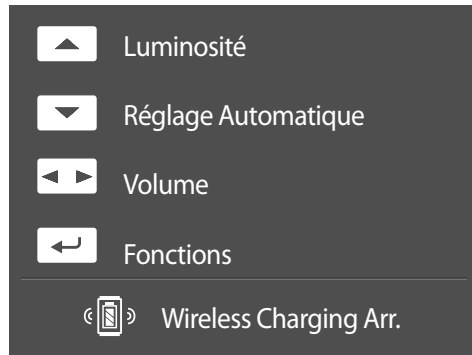 Luminosité
Réglage Automatique
Volume
Fonctions
Wireless Charging Arr.